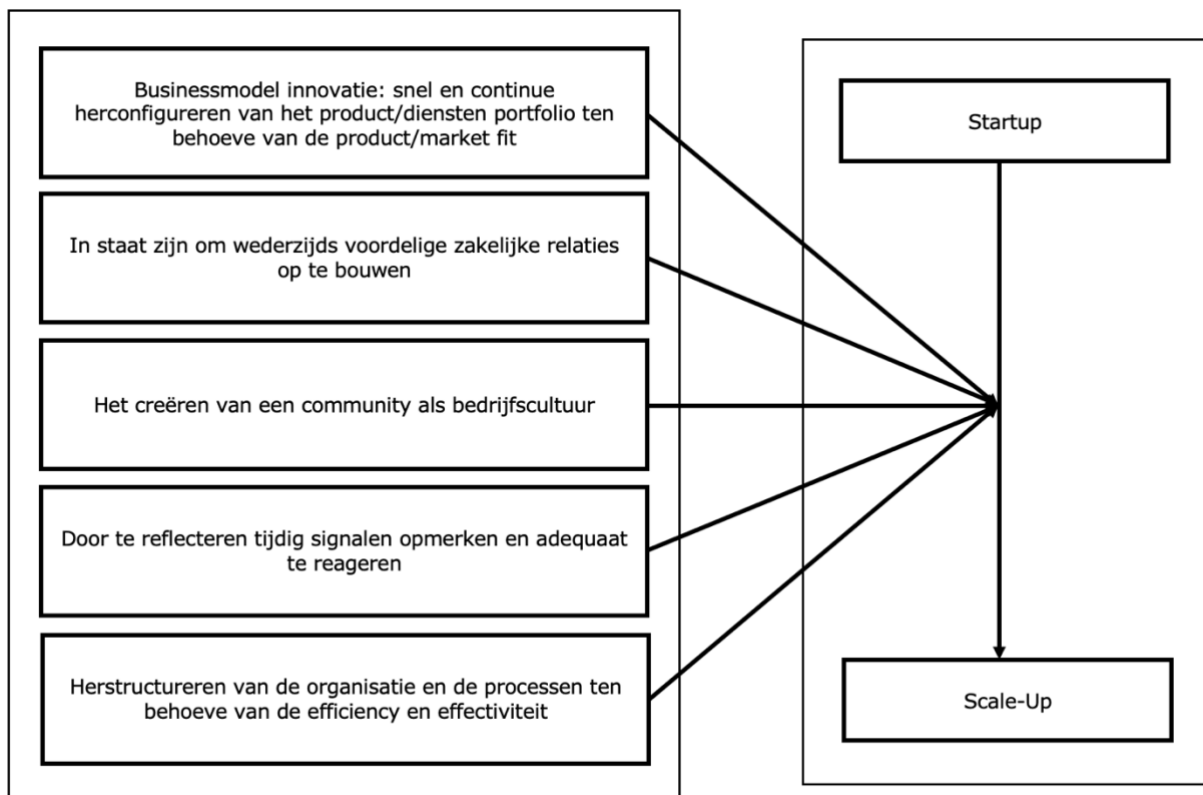 Businessmodel innovatie: snel en continue
herconfigureren van het product/diensten portfolio ten
behoeve van de product/market fit
In staat zijn om wederzijds voordelige zakelijke relaties
op te bouwen
Het creëren van een community als bedrijfscultuur
Door te reflecteren tijdig signalen opmerken en adequaat
te reageren
Herstructureren van de organisatie en de processen ten
behoeve van de efficiency en effectiviteit
Startup
Scale-Up